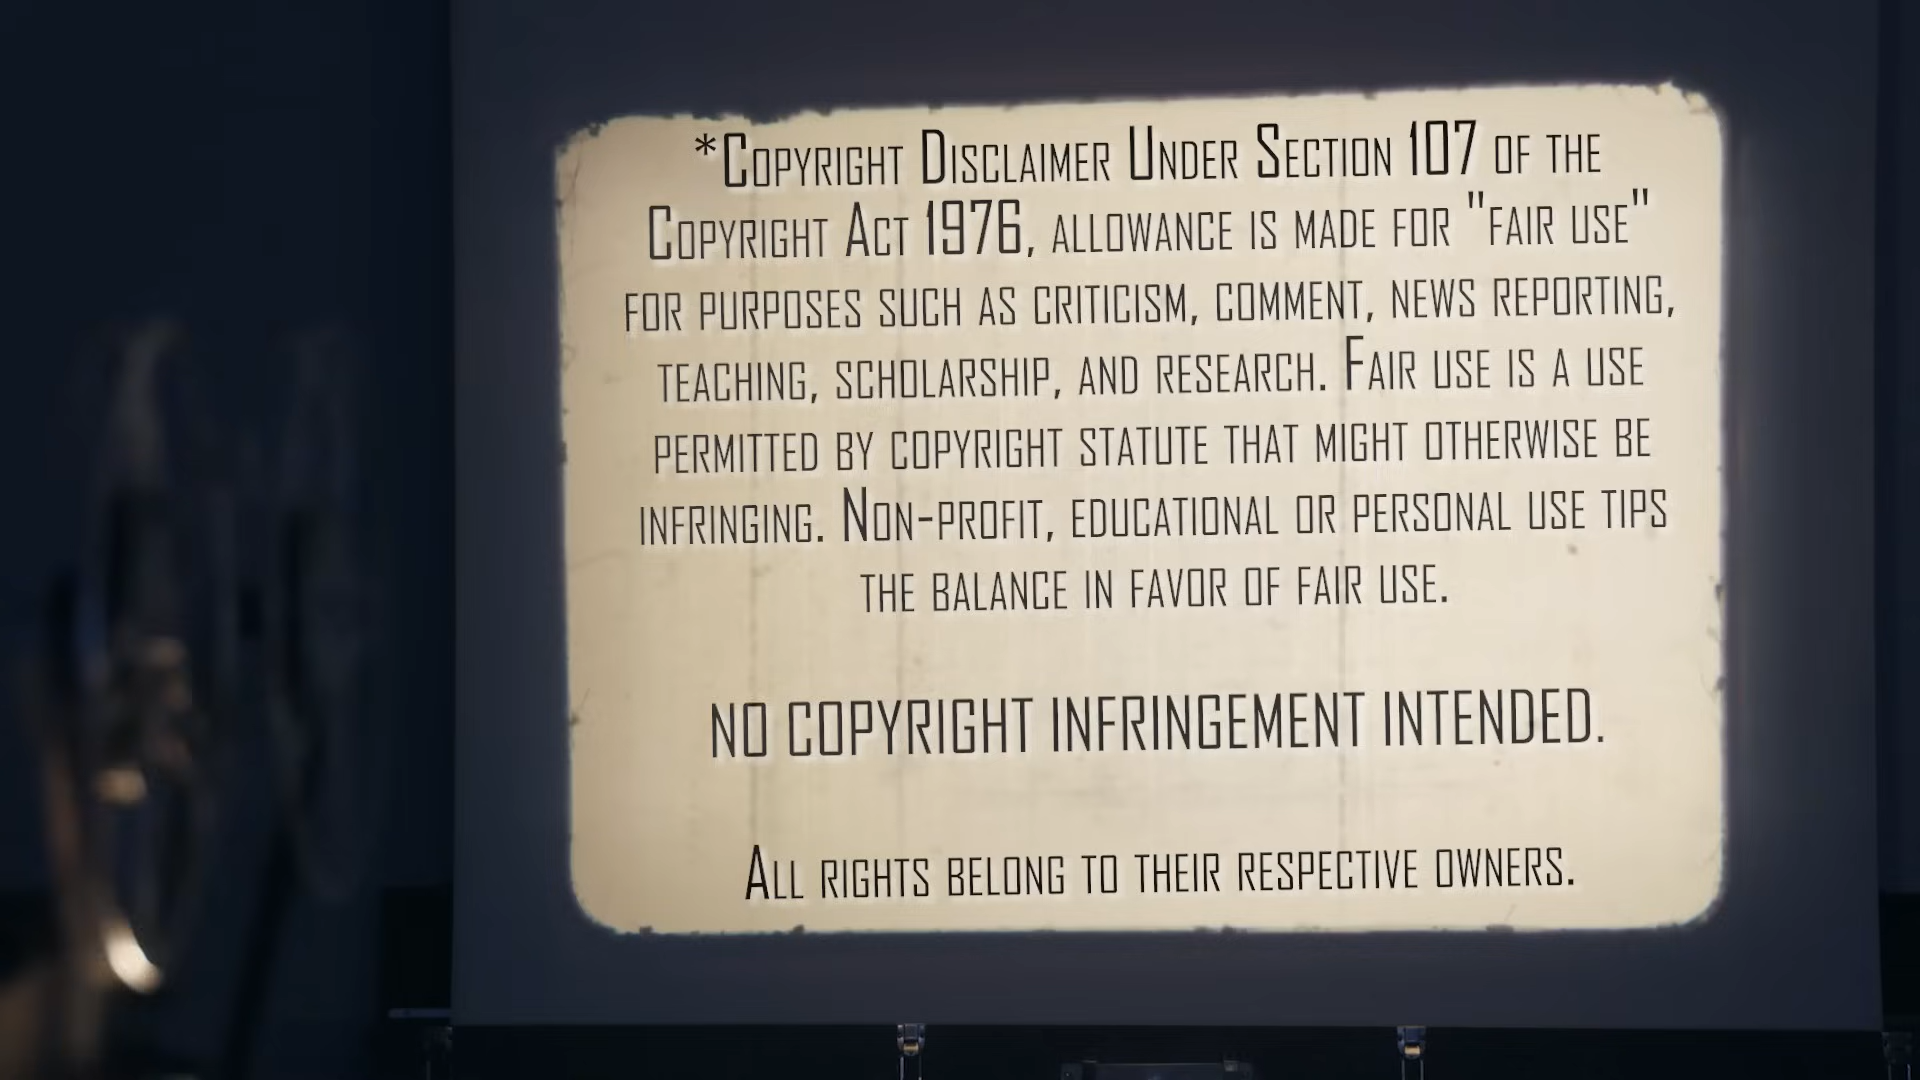 *Copyright Disclaimer Under Section 107 of the
Copyright Act 1976, allowance is made for "fair use"
for purposes such as criticism, comment, news reporting,
teaching, scholarship, and research. Fair use is a use
permitted by copyright statute that might otherwise be
infringing. Non-profit, educational or personal use tips
the balance in favor of fair use.
NO COPYRIGHT INFRINGEMENT INTENDED.
All rights belong to their respective owners.